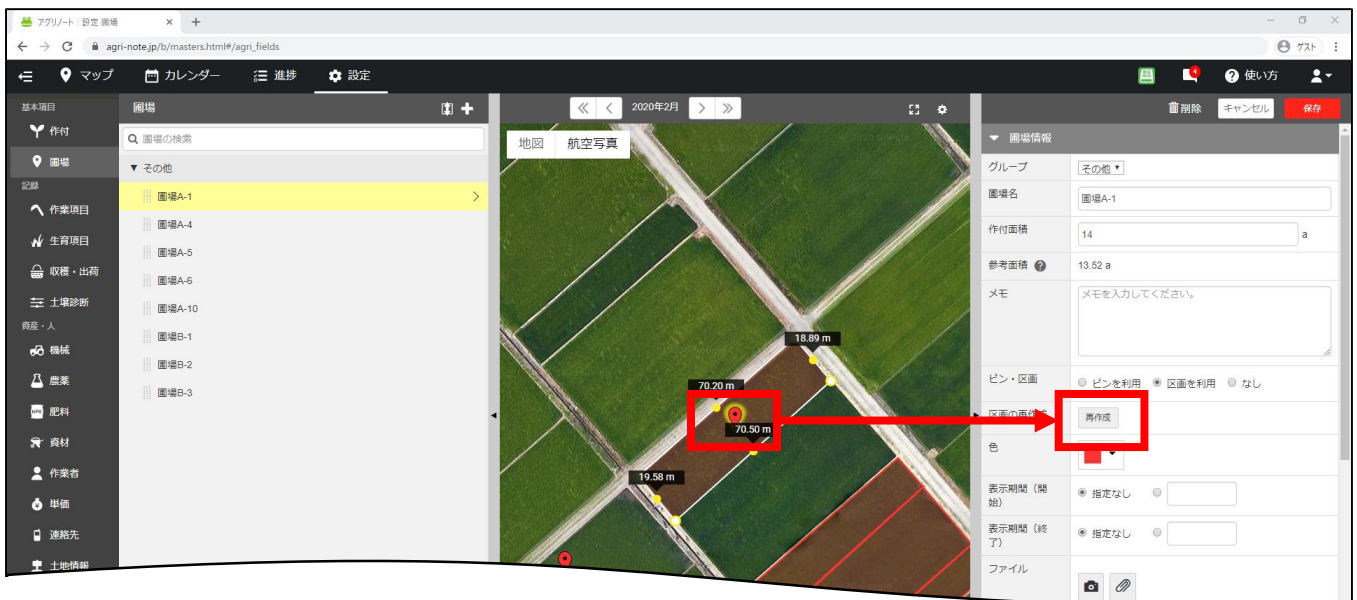 アグリノート | 設定 圃場
agri-note.jp/b/masters.html#/agri_fields
ゲスト
マップ
カレンダー
進捗
設定
4
使い方
基本項目
作付
圃場
記録
作業項目
生育項目
収穫・出荷
土壌診断
資産・人
機械
農薬
肥料
資材
作業者
単価
連絡先
土地情報
圃場
圃場の検索
▼ その他
圃場A-1
圃場A-4
圃場A-5
圃場A-6
圃場A-10
圃場B-1
圃場B-2
圃場B-3
2020年2月
地図 航空写真
18.89 m
70.20 m
70.50 m
19.58 m
削除
キャンセル
保存
▼ 圃場情報
グループ
その他
圃場名
圃場A-1
作付面積
14
a
参考面積
13.52 a
メモ
メモを入力してください。
ピン・区画
ピンを利用 区画を利用 なし
区画の再作成
再作成
色
表示期間（開
始）
指定なし
表示期間（終
了）
指定なし
ファイル